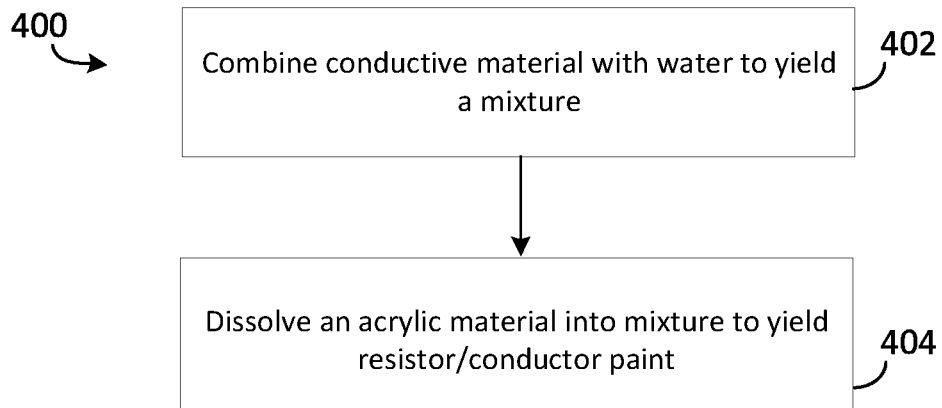 400
Combine conductive material with water to yield
a mixture
402
Dissolve an acrylic material into mixture to yield
resistor/conductor paint
404